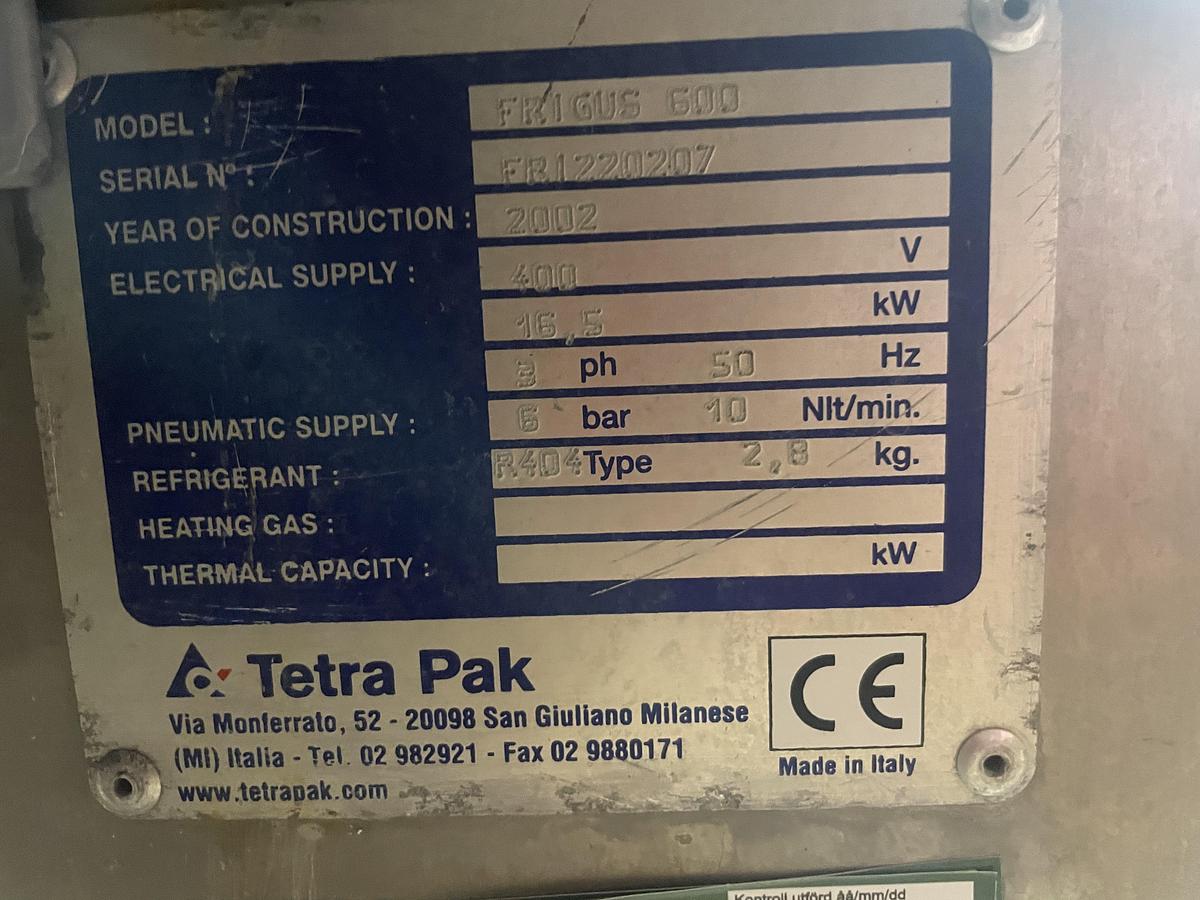 MODEL : FRIGUS 600
SERIAL Nº : FR1220207
YEAR OF CONSTRUCTION : 2002
ELECTRICAL SUPPLY : 400 V
16,5 kW
3 ph 50 Hz
PNEUMATIC SUPPLY : 6 bar 10 Nlt/min.
REFRIGERANT : R404 Type 2,8 kg.
HEATING GAS :
THERMAL CAPACITY : kW
Tetra Pak
Via Monferrato, 52 - 20098 San Giuliano Milanese
(MI) Italia - Tel. 02 982921 - Fax 02 9880171
www.tetrapak.com
CE
Made in Italy
Kontroll utförd åå/mm/dd